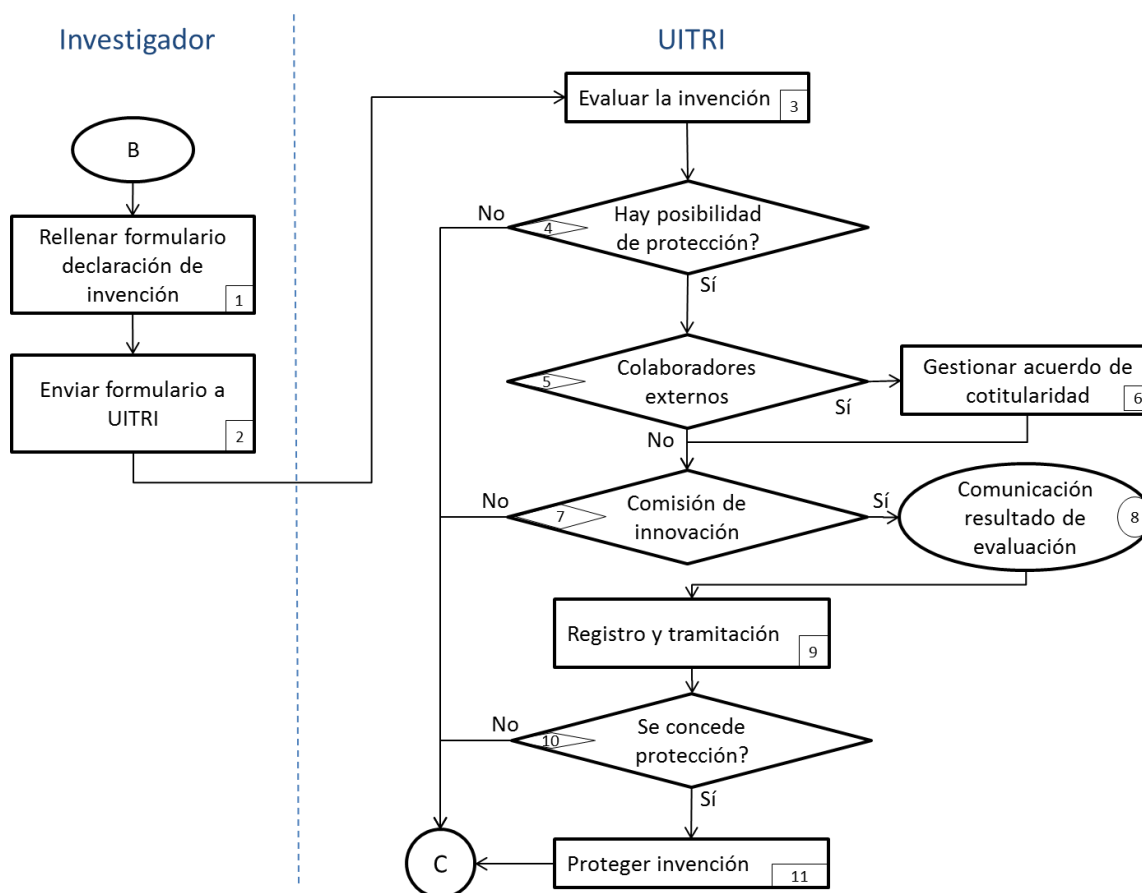 Investigador
UITRI
B
Rellenar formulario
declaración de
invención
1
Enviar formulario a
UITRI
2
Evaluar la invención
3
Hay posibilidad
de protección?
4
No
Sí
Colaboradores
externos
5
Sí
No
Gestionar acuerdo de
cotitularidad
6
Comisión de
innovación
7
No
Sí
Comunicación
resultado de
evaluación
8
Registro y tramitación
9
Se concede
protección?
10
No
Sí
Proteger invención
11
C